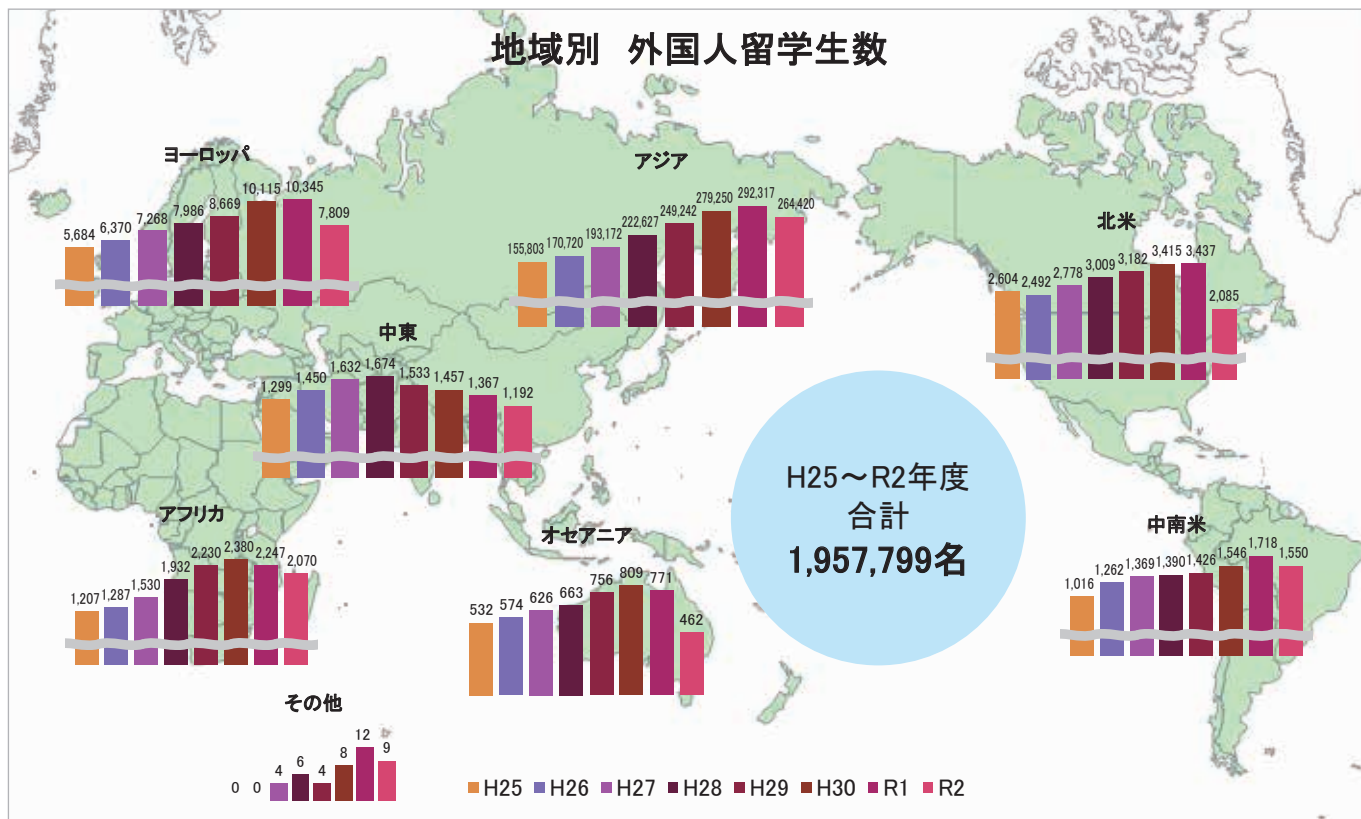 地域別 外国人留学生数
ヨーロッパ
5,684 6,370 7,268 7,986 8,669 10,115 10,345 7,809
アジア
155,803 170,720 193,172 222,627 249,242 279,250 292,317 264,420
北米
2,604 2,492 2,778 3,009 3,182 3,415 3,437 2,085
中東
1,299 1,450 1,632 1,674 1,533 1,457 1,367 1,192
H25～R2年度
合計
1,957,799名
アフリカ
1,207 1,287 1,530 1,932 2,230 2,380 2,247 2,070
オセアニア
532 574 626 663 756 809 771 462
中南米
1,016 1,262 1,369 1,390 1,426 1,546 1,718 1,550
その他
0 0 4 6 4 8 12 9
H25 H26 H27 H28 H29 H30 R1 R2